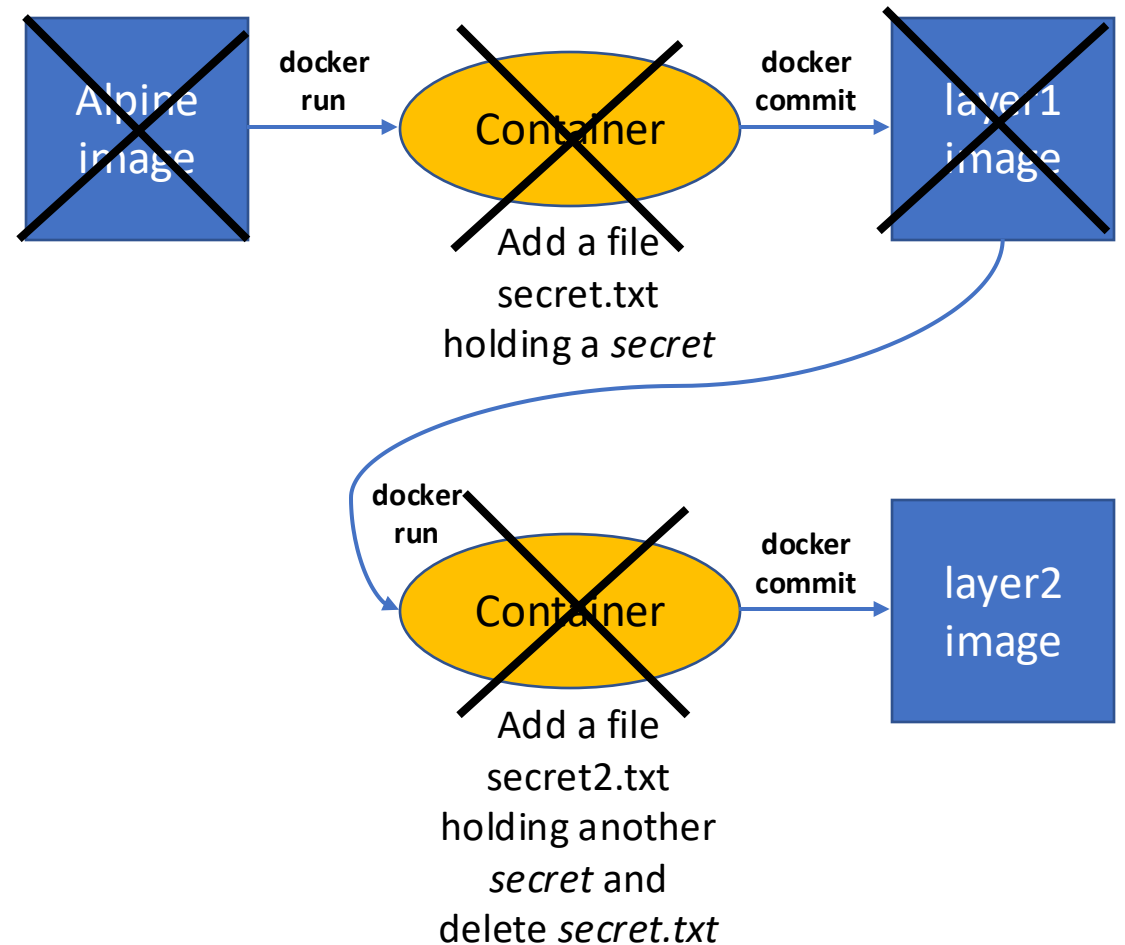 Alpine
image
docker
run
Container
docker
commit
layer1
image
Add a file
secret.txt
holding a secret
docker
run
Container
docker
commit
layer2
image
Add a file
secret2.txt
holding another
secret and
delete secret.txt